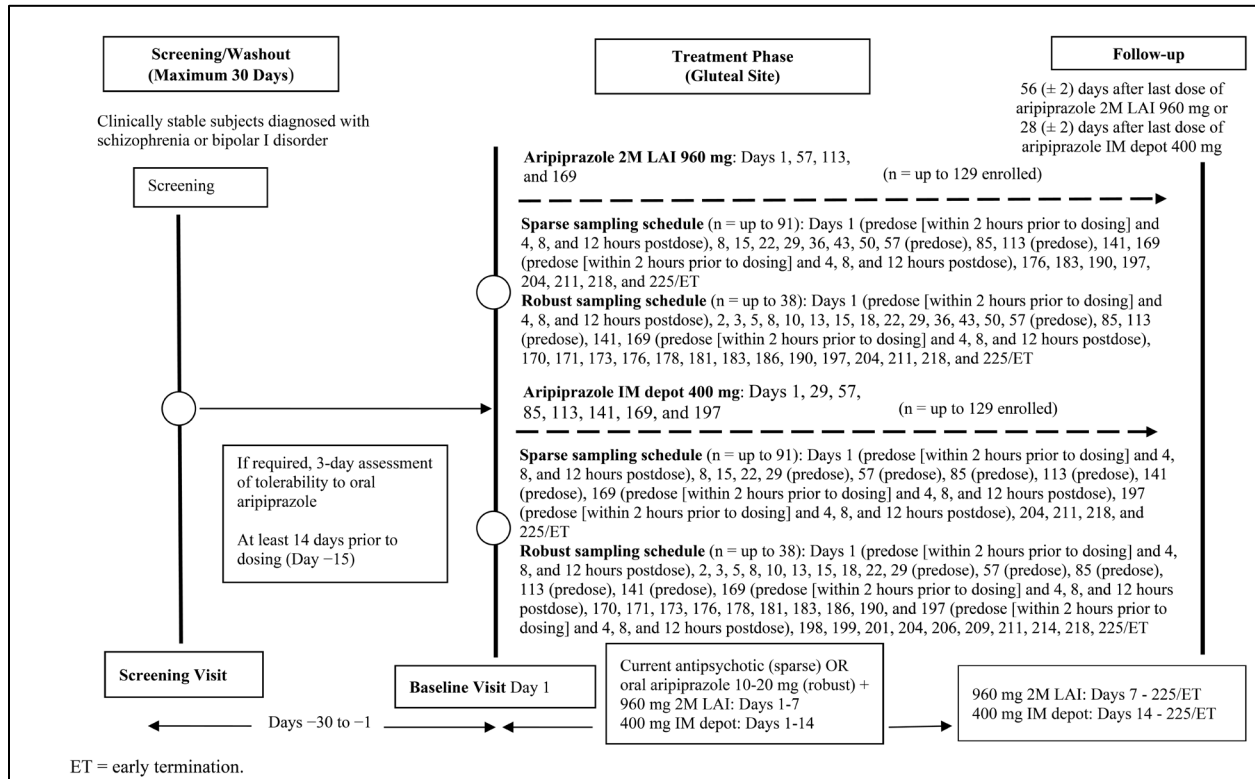 Screening/Washout
(Maximum 30 Days)
Clinically stable subjects diagnosed with
schizophrenia or bipolar I disorder
Screening
Treatment Phase
(Gluteal Site)
Follow-up
56 (± 2) days after last dose of
aripiprazole 2M LAI 960 mg or
28 (± 2) days after last dose of
aripiprazole IM depot 400 mg
Aripiprazole 2M LAI 960 mg: Days 1, 57, 113,
and 169
(n = up to 129 enrolled)
Sparse sampling schedule (n = up to 91): Days 1 (predose [within 2 hours prior to dosing] and
4, 8, and 12 hours postdose), 8, 15, 22, 29, 36, 43, 50, 57 (predose), 85, 113 (predose), 141, 169
(predose [within 2 hours prior to dosing] and 4, 8, and 12 hours postdose), 176, 183, 190, 197,
204, 211, 218, and 225/ET
Robust sampling schedule (n = up to 38): Days 1 (predose [within 2 hours prior to dosing] and
4, 8, and 12 hours postdose), 2, 3, 5, 8, 10, 13, 15, 18, 22, 29, 36, 43, 50, 57 (predose), 85, 113
(predose), 141, 169 (predose [within 2 hours prior to dosing] and 4, 8, and 12 hours postdose),
170, 171, 173, 176, 178, 181, 183, 186, 190, 197, 204, 211, 218, and 225/ET
Aripiprazole IM depot 400 mg: Days 1, 29, 57,
85, 113, 141, 169, and 197
(n = up to 129 enrolled)
Sparse sampling schedule (n = up to 91): Days 1 (predose [within 2 hours prior to dosing] and 4,
8, and 12 hours postdose), 8, 15, 22, 29 (predose), 57 (predose), 85 (predose), 113 (predose), 141
(predose), 169 (predose [within 2 hours prior to dosing] and 4, 8, and 12 hours postdose), 197
(predose [within 2 hours prior to dosing] and 4, 8, and 12 hours postdose), 204, 211, 218, and
225/ET
Robust sampling schedule (n = up to 38): Days 1 (predose [within 2 hours prior to dosing] and 4,
8, and 12 hours postdose), 2, 3, 5, 8, 10, 13, 15, 18, 22, 29 (predose), 57 (predose), 85 (predose),
113 (predose), 141 (predose), 169 (predose [within 2 hours prior to dosing] and 4, 8, and 12 hours
postdose), 170, 171, 173, 176, 178, 181, 183, 186, 190, and 197 (predose [within 2 hours prior to
dosing] and 4, 8, and 12 hours postdose), 198, 199, 201, 204, 206, 209, 211, 214, 218, 225/ET
If required, 3-day assessment
of tolerability to oral
aripiprazole
At least 14 days prior to
dosing (Day −15)
Screening Visit
Baseline Visit Day 1
Current antipsychotic (sparse) OR
oral aripiprazole 10-20 mg (robust) +
960 mg 2M LAI: Days 1-7
400 mg IM depot: Days 1-14
960 mg 2M LAI: Days 7 - 225/ET
400 mg IM depot: Days 14 - 225/ET
Days −30 to −1
ET = early termination.